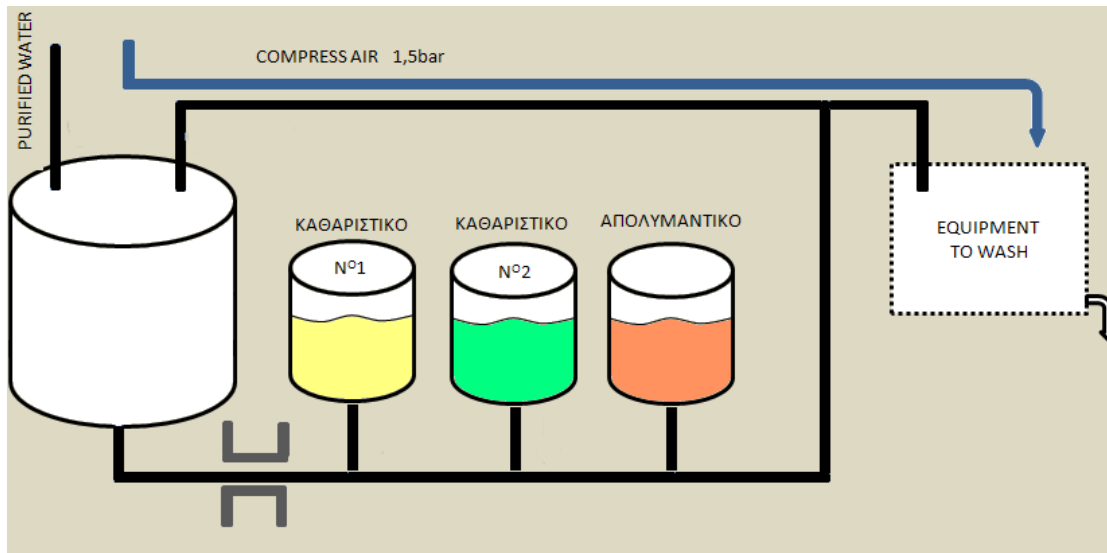 PURIFIED WATER
COMPRESS AIR 1,5bar
ΚΑΘΑΡΙΣΤΙΚΟ
ΚΑΘΑΡΙΣΤΙΚΟ
ΑΠΟΛΥΜΑΝΤΙΚΟ
Nº1
Nº2
EQUIPMENT
TO WASH